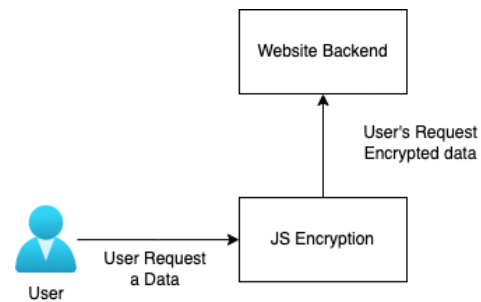 Website Backend
User's Request
Encrypted data
JS Encryption
User Request
a Data
User